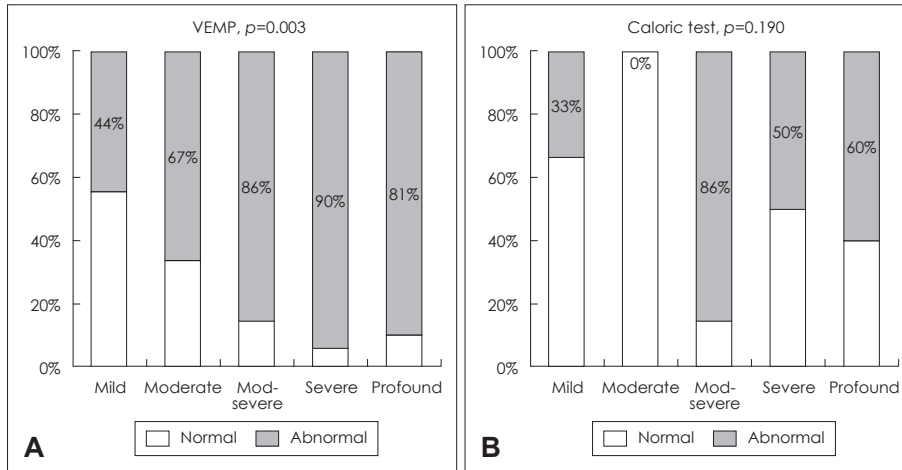 VEMP, p=0.003
100%
80%
60%
40%
20%
0%
44%
67%
86%
90%
81%
Mild Moderate Mod-severe Severe Profound
Normal Abnormal
A
Caloric test, p=0.190
100%
80%
60%
40%
20%
0%
33%
0%
86%
50%
60%
Mild Moderate Mod-severe Severe Profound
Normal Abnormal
B